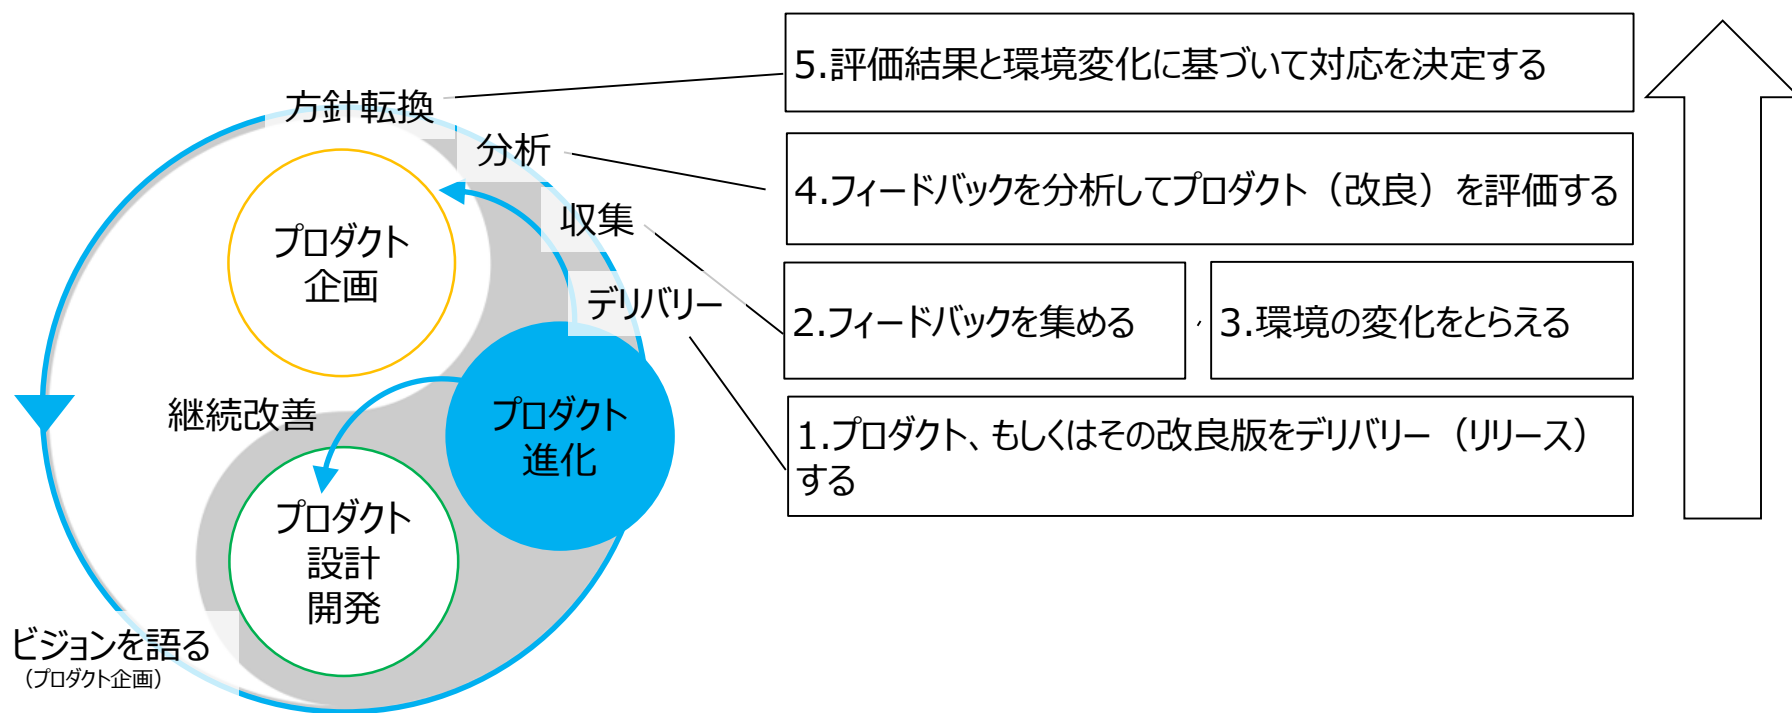 5.評価結果と環境変化に基づいて対応を決定する
方針転換
分析
4.フィードバックを分析してプロダクト（改良）を評価する
収集
プロダクト
企画
デリバリー
2.フィードバックを集める
3.環境の変化をとらえる
継続改善
プロダクト
進化
1.プロダクト、もしくはその改良版をデリバリー（リリース）
する
プロダクト
設計
開発
ビジョンを語る
（プロダクト企画）